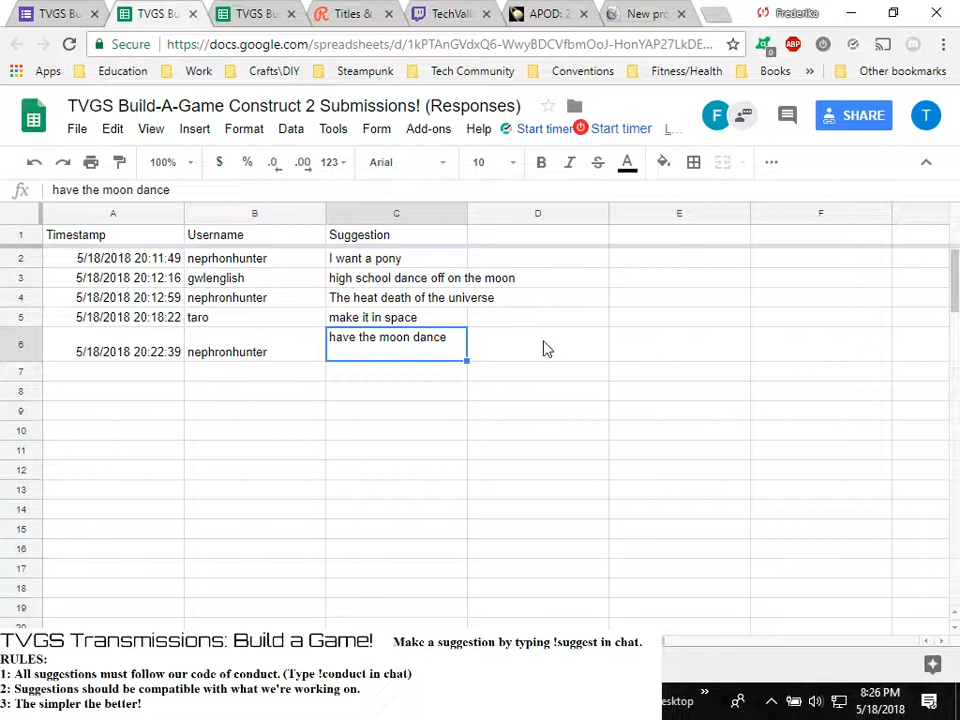 TVGS Bu
TVGS Bu
TVGS Bu
Titles &
TechVall
APOD: 2
New pro
Frederika
Secure
https://docs.google.com/spreadsheets/d/1kPTAnGVdxQ6-WwyBDCVfbmOoJ-HonYAP27LkDE...
Apps
Education
Work
Crafts\DIY
Steampunk
Tech Community
Conventions
Fitness/Health
Books
»
Other bookmarks
TVGS Build-A-Game Construct 2 Submissions! (Responses)
File Edit View Insert Format Data Tools Form Add-ons Help Start timer Start timer L...
F
SHARE
T
100% $ % .0 .00 123 Arial 10 B I S A
fx have the moon dance
A B C D E F
1 Timestamp Username Suggestion
2 5/18/2018 20:11:49 neprhonhunter I want a pony
3 5/18/2018 20:12:16 gwlenglish high school dance off on the moon
4 5/18/2018 20:12:59 nephronhunter The heat death of the universe
5 5/18/2018 20:18:22 taro make it in space
6 5/18/2018 20:22:39 nephronhunter have the moon dance
7
8
9
10
11
12
13
14
15
16
17
18
19
TVGS Transmissions: Build a Game! Make a suggestion by typing !suggest in chat.
RULES:
1: All suggestions must follow our code of conduct. (Type !conduct in chat)
2: Suggestions should be compatible with what we're working on.
3: The simpler the better!
esktop
»
8:26 PM
5/18/2018